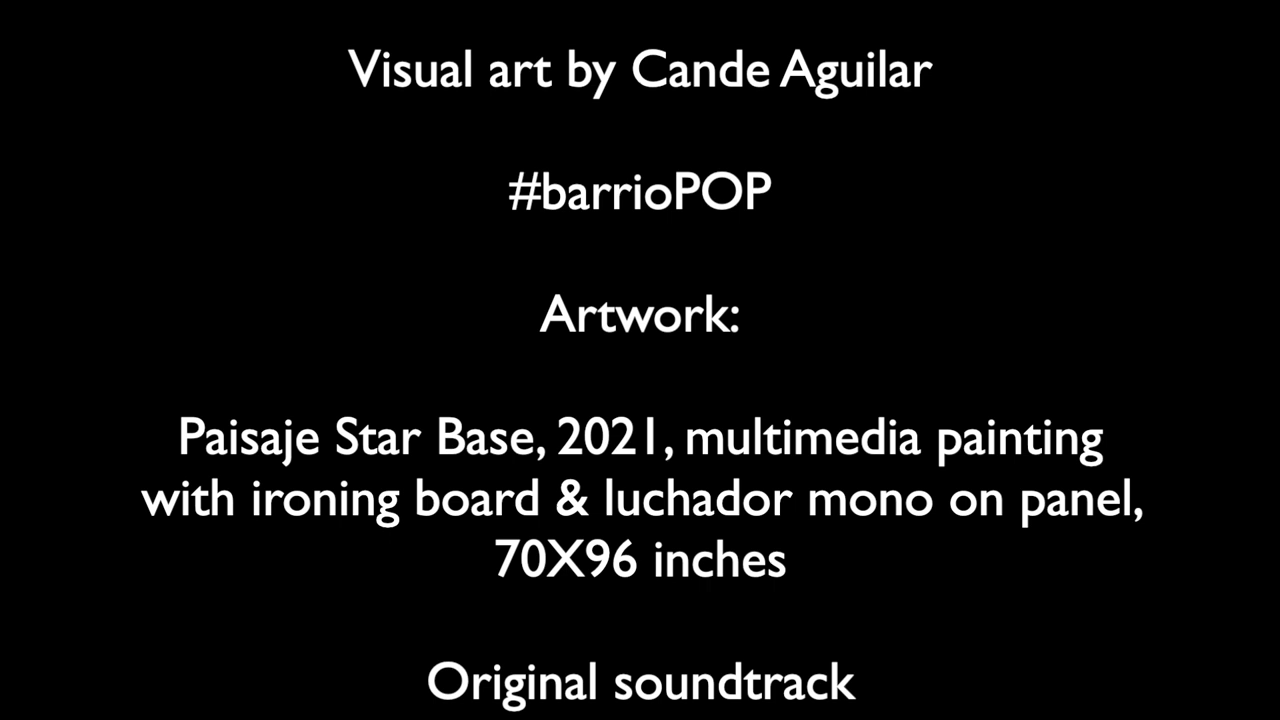 Visual art by Cande Aguilar
#barrioPOP
Artwork:
Paisaje Star Base, 2021, multimedia painting
with ironing board & luchador mono on panel,
70X96 inches
Original soundtrack